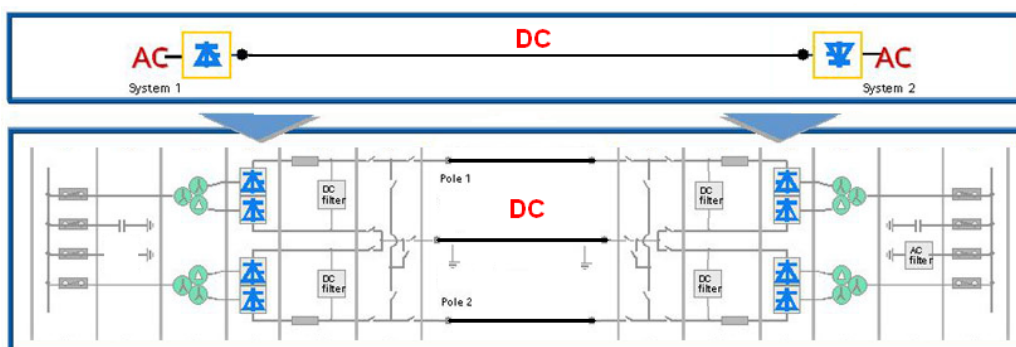 DC
AC
AC
System 1
System 2
Pole 1
DC
filter
DC
filter
DC
AC
filter
DC
filter
DC
filter
Pole 2